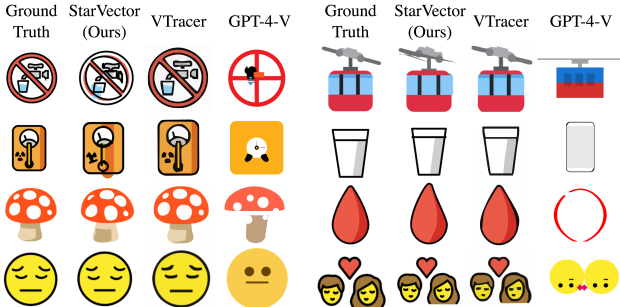 Ground Truth
StarVector (Ours)
VTracer
GPT-4-V
Ground Truth
StarVector (Ours)
VTracer
GPT-4-V